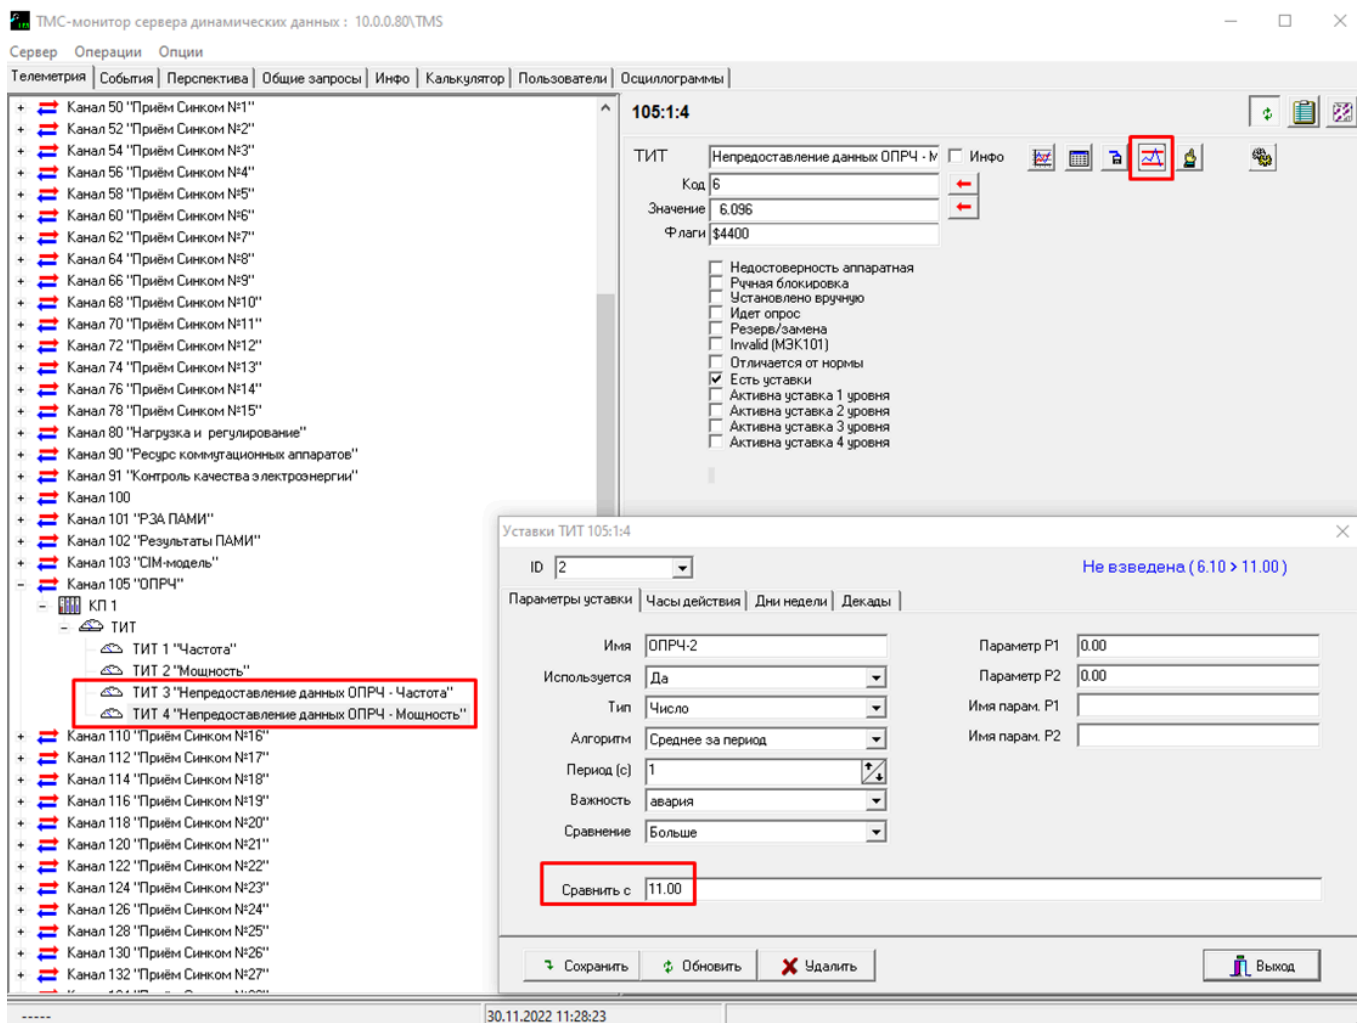 ТМС-монитор сервера динамических данных : 10.0.0.80\TMS
Сервер Операции Опции
Телеметрия События Перспектива Общие запросы Инфо Калькулятор Пользователи Осциллограммы
Канал 50 "Приём Синком №1"
Канал 52 "Приём Синком №2"
Канал 54 "Приём Синком №3"
Канал 56 "Приём Синком №4"
Канал 58 "Приём Синком №5"
Канал 60 "Приём Синком №6"
Канал 62 "Приём Синком №7"
Канал 64 "Приём Синком №8"
Канал 66 "Приём Синком №9"
Канал 68 "Приём Синком №10"
Канал 70 "Приём Синком №11"
Канал 72 "Приём Синком №12"
Канал 74 "Приём Синком №13"
Канал 76 "Приём Синком №14"
Канал 78 "Приём Синком №15"
Канал 80 "Нагрузка и регулирование"
Канал 90 "Ресурс коммутационных аппаратов"
Канал 91 "Контроль качества электроэнергии"
Канал 100
Канал 101 "РЗА ПАМИ"
Канал 102 "Результаты ПАМИ"
Канал 103 "CIM-модель"
Канал 105 "ОПРЧ"
КП 1
ТИТ
ТИТ 1 "Частота"
ТИТ 2 "Мощность"
ТИТ 3 "Непредоставление данных ОПРЧ - Частота"
ТИТ 4 "Непредоставление данных ОПРЧ - Мощность"
Канал 110 "Приём Синком №16"
Канал 112 "Приём Синком №17"
Канал 114 "Приём Синком №18"
Канал 116 "Приём Синком №19"
Канал 118 "Приём Синком №20"
Канал 120 "Приём Синком №21"
Канал 122 "Приём Синком №22"
Канал 124 "Приём Синком №23"
Канал 126 "Приём Синком №24"
Канал 128 "Приём Синком №25"
Канал 130 "Приём Синком №26"
Канал 132 "Приём Синком №27"
105:1:4
ТИТ Непредоставление данных ОПРЧ - М Инфо
Код 6
Значение 6.096
Флаги $4400
Недостоверность аппаратная
Ручная блокировка
Установлено вручную
Идет опрос
Резерв/замена
Invalid (МЭК101)
Отличается от нормы
Есть уставки
Активна уставка 1 уровня
Активна уставка 2 уровня
Активна уставка 3 уровня
Активна уставка 4 уровня
Уставки ТИТ 105:1:4
ID 2 Не взведена ( 6.10 > 11.00 )
Параметры уставки Часы действия Дни недели Декады
Имя ОПРЧ-2 Параметр P1 0.00
Используется Да Параметр P2 0.00
Тип Число Имя парам. P1
Алгоритм Среднее за период Имя парам. P2
Период (с) 1
Важность авария
Сравнение Больше
Сравнить с 11.00
Сохранить Обновить Удалить Выход
----- 30.11.2022 11:28:23